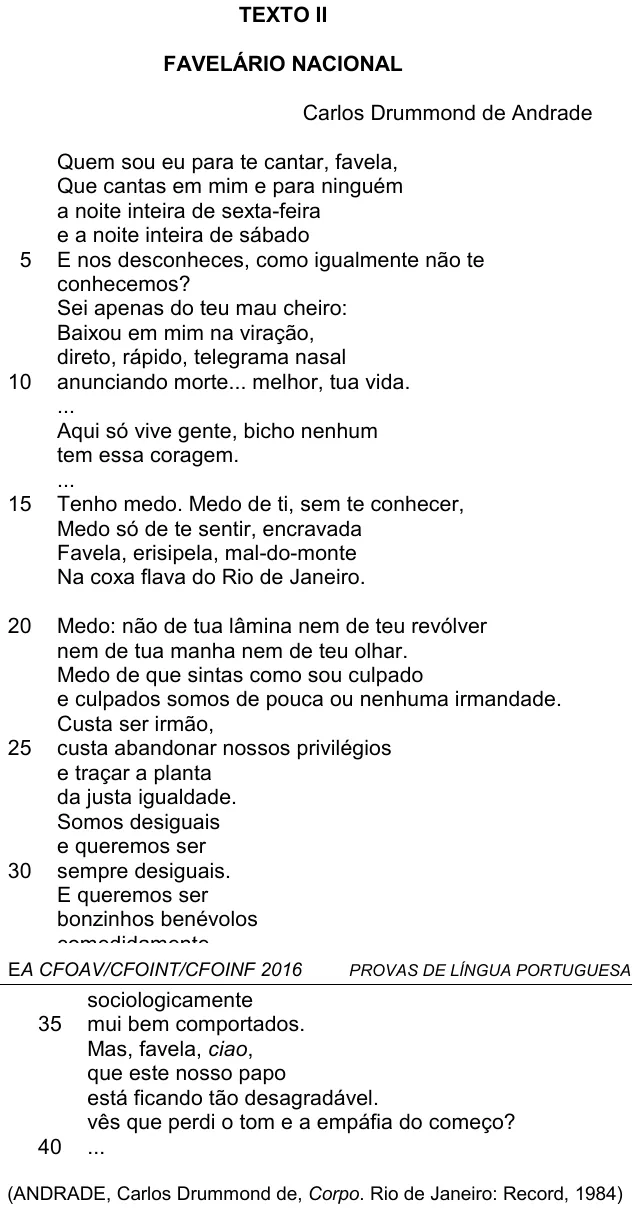 TEXTO II
FAVELÁRIO NACIONAL
Carlos Drummond de Andrade
Quem sou eu para te cantar, favela,
Que cantas em mim e para ninguém
a noite inteira de sexta-feira
e a noite inteira de sábado
5 E nos desconheces, como igualmente não te
conhecemos?
Sei apenas do teu mau cheiro:
Baixou em mim na viração,
direto, rápido, telegrama nasal
10 anunciando morte... melhor, tua vida.
...
Aqui só vive gente, bicho nenhum
tem essa coragem.
...
15 Tenho medo. Medo de ti, sem te conhecer,
Medo só de te sentir, encravada
Favela, erisipela, mal-do-monte
Na coxa flava do Rio de Janeiro.
20 Medo: não de tua lâmina nem de teu revólver
nem de tua manha nem de teu olhar.
Medo de que sintas como sou culpado
e culpados somos de pouca ou nenhuma irmandade.
Custa ser irmão,
25 custa abandonar nossos privilégios
e traçar a planta
da justa igualdade.
Somos desiguais
e queremos ser
30 sempre desiguais.
E queremos ser
bonzinhos benévolos
comedidamente
EA CFOAV/CFOINT/CFOINF 2016 PROVAS DE LÍNGUA PORTUGUESA
sociologicamente
35 mui bem comportados.
Mas, favela, ciao,
que este nosso papo
está ficando tão desagradável.
vês que perdi o tom e a empáfia do começo?
40 ...
(ANDRADE, Carlos Drummond de, Corpo. Rio de Janeiro: Record, 1984)